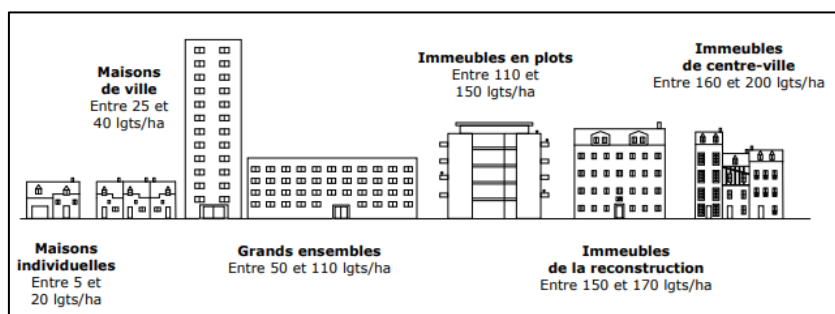 Maisons
de ville
Entre 25 et
40 lgts/ha
Immeubles en plots
Entre 110 et
150 lgts/ha
Immeubles
de centre-ville
Entre 160 et 200 lgts/ha
Maisons
individuelles
Entre 5 et
20 lgts/ha
Grands ensembles
Entre 50 et 110 lgts/ha
Immeubles
de la reconstruction
Entre 150 et 170 lgts/ha